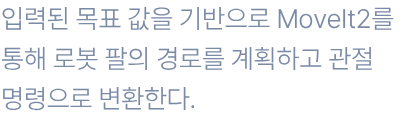 입력된 목표 값을 기반으로 MoveIt2를
통해 로봇 팔의 경로를 계획하고 관절
명령으로 변환한다.